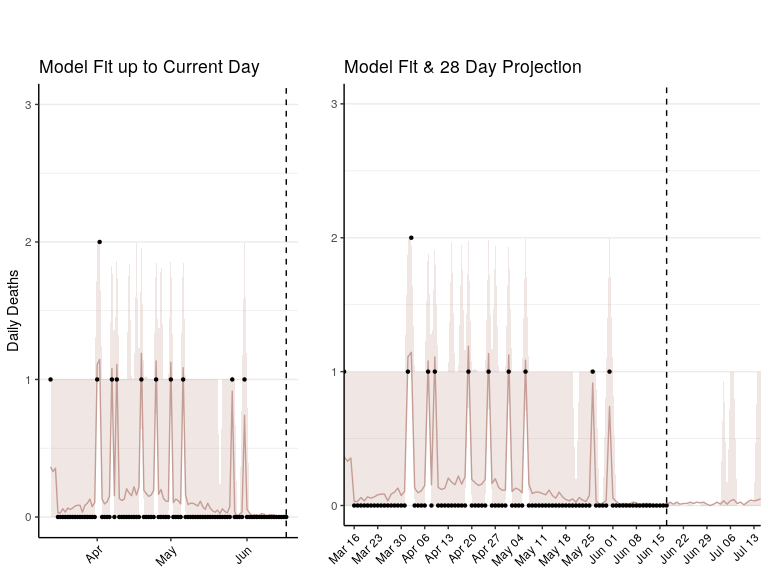 Model Fit up to Current Day
Model Fit & 28 Day Projection
Daily Deaths
3
2
1
0
Apr
May
Jun
3
2
1
0
Mar 16
Mar 23
Mar 30
Apr 06
Apr 13
Apr 20
Apr 27
May 04
May 11
May 18
May 25
Jun 01
Jun 08
Jun 15
Jun 22
Jun 29
Jul 06
Jul 13